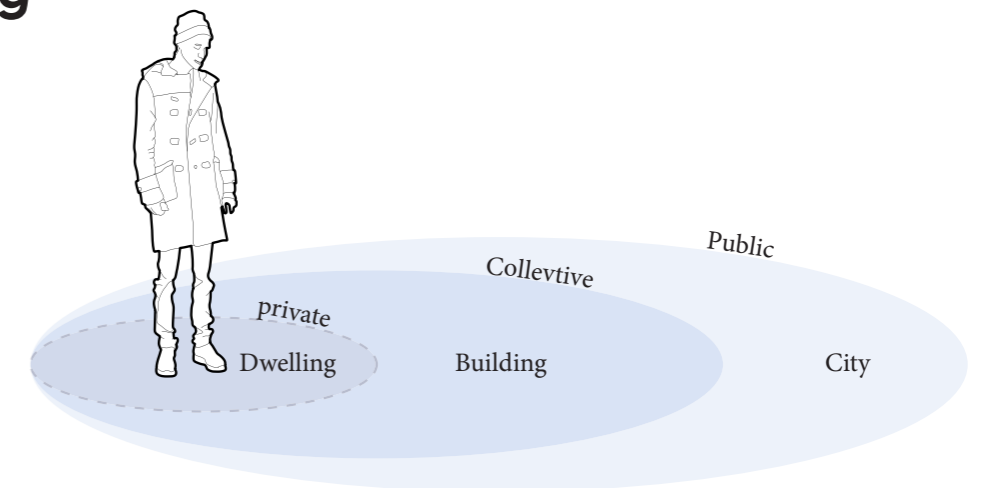 g
Public
Collevtive
private
Dwelling
Building
City